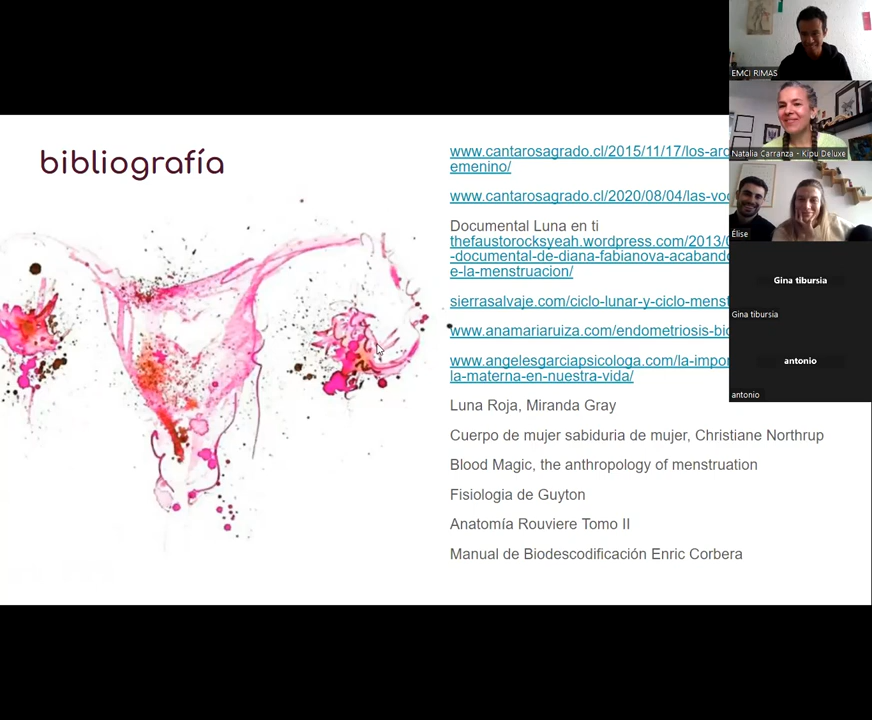 bibliografía
www.cantarosagrado.cl/2015/11/17/los-arq
emenino/
www.cantarosagrado.cl/2020/08/04/las-vo
Documental Luna en ti
thefaustorocksyeah.wordpress.com/2013/
-documental-de-diana-fabianova-acaband
e-la-menstruacion/
sierrasalvaje.com/ciclo-lunar-y-ciclo-menst
www.anamariaruiza.com/endometriosis-bio
www.angelesgarciapsicologa.com/la-impor
la-materna-en-nuestra-vida/
Luna Roja, Miranda Gray
Cuerpo de mujer sabiduria de mujer, Christiane Northrup
Blood Magic, the anthropology of menstruation
Fisiologia de Guyton
Anatomía Rouviere Tomo II
Manual de Biodescodificación Enric Corbera
EMCI RIMAS
Natalia Carranza - Kipu Deluxe
Élise
Gina tibursia
Gina tibursia
antonio
antonio